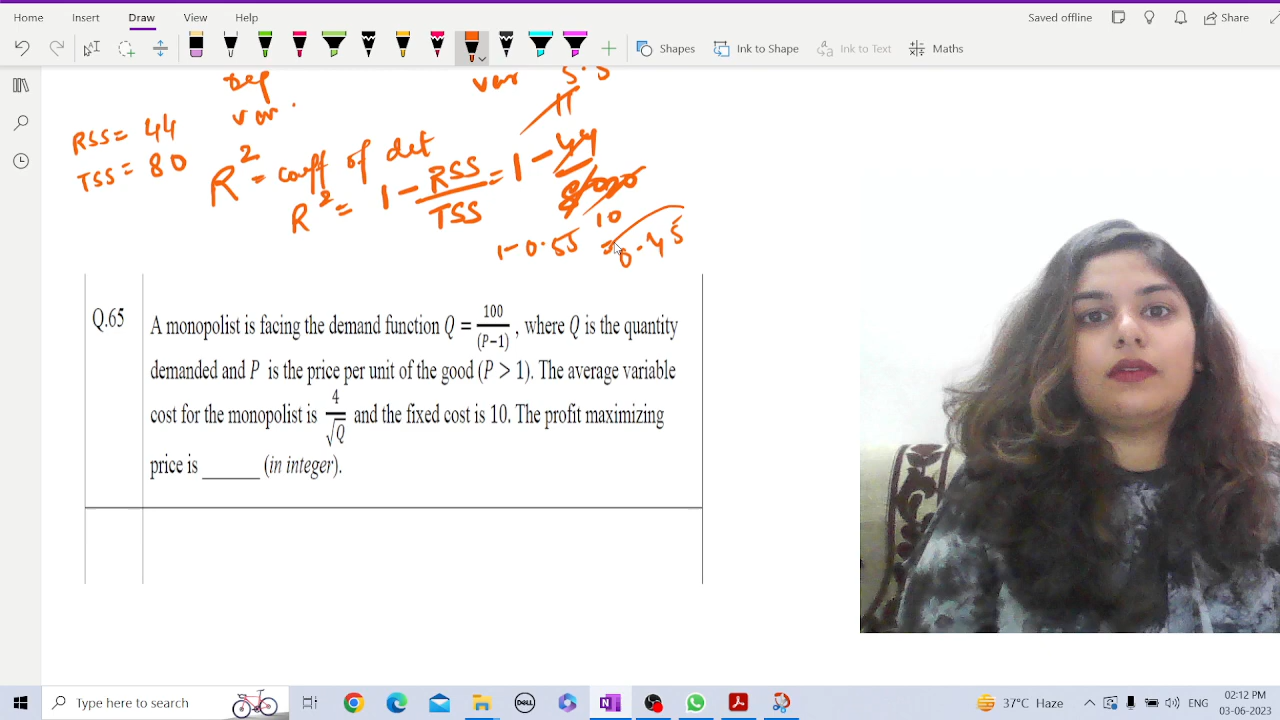 Home Insert Draw View Help Saved offline Share
Shapes Ink to Shape Ink to Text Maths
Dep var 5.5
var.
RSS = 44
TSS = 80
R² = coeff of det
R² = 1 - RSS/TSS = 1 - 44
10
1 - 0.55 = 0.45
Q.65 A monopolist is facing the demand function Q = 100/(P−1) , where Q is the quantity
demanded and P is the price per unit of the good (P > 1). The average variable
cost for the monopolist is 4/√Q and the fixed cost is 10. The profit maximizing
price is ______ (in integer).
Type here to search DELL 37°C Haze ENG 02:12 PM
03-06-2023